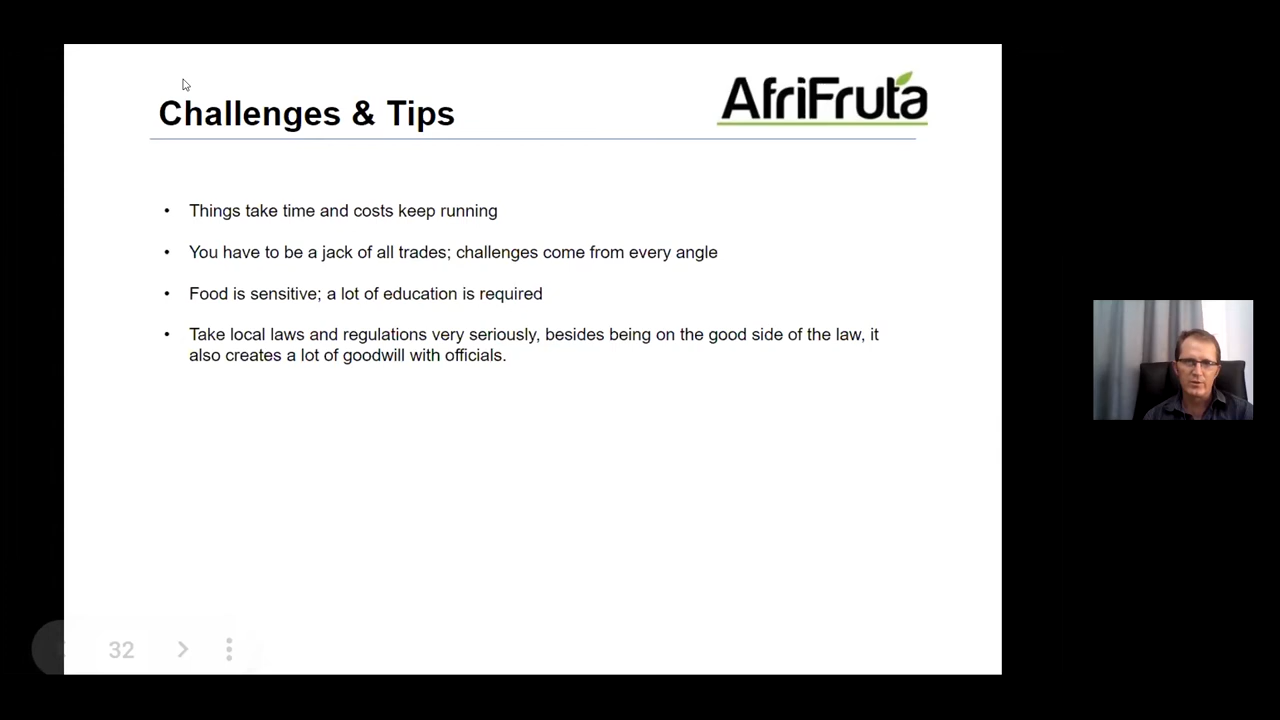 Challenges & Tips
AfriFruta
• Things take time and costs keep running
• You have to be a jack of all trades; challenges come from every angle
• Food is sensitive; a lot of education is required
• Take local laws and regulations very seriously, besides being on the good side of the law, it
also creates a lot of goodwill with officials.
32